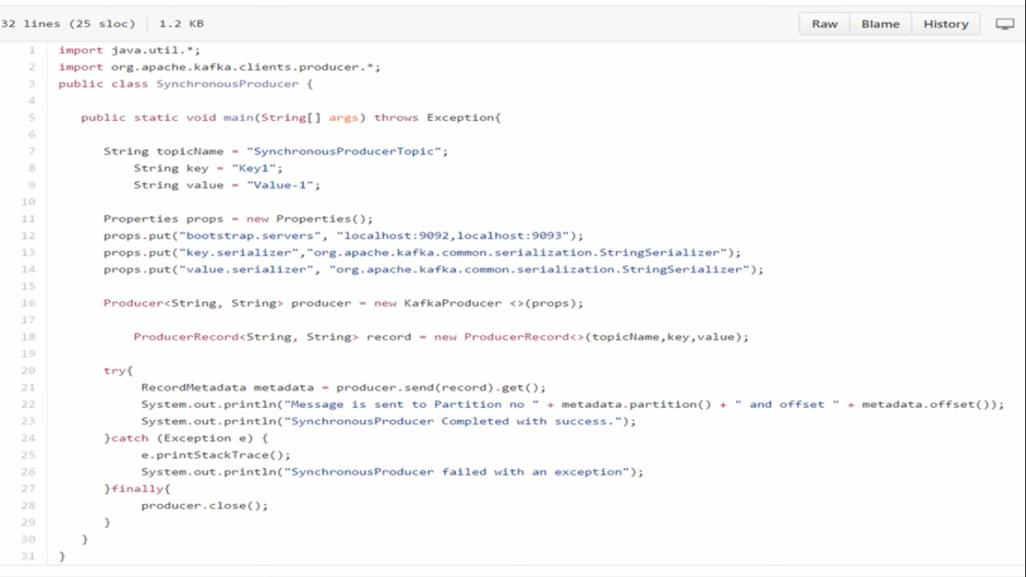 32 lines (25 sloc) 1.2 KB Raw Blame History
1 import java.util.*;
2 import org.apache.kafka.clients.producer.*;
3 public class SynchronousProducer {
4
5 public static void main(String[] args) throws Exception{
6
7 String topicName = "SynchronousProducerTopic";
8 String key = "Key1";
9 String value = "Value-1";
10
11 Properties props = new Properties();
12 props.put("bootstrap.servers", "localhost:9092,localhost:9093");
13 props.put("key.serializer","org.apache.kafka.common.serialization.StringSerializer");
14 props.put("value.serializer", "org.apache.kafka.common.serialization.StringSerializer");
15
16 Producer<String, String> producer = new KafkaProducer <>(props);
17
18 ProducerRecord<String, String> record = new ProducerRecord<>(topicName,key,value);
19
20 try{
21 RecordMetadata metadata = producer.send(record).get();
22 System.out.println("Message is sent to Partition no " + metadata.partition() + " and offset " + metadata.offset());
23 System.out.println("SynchronousProducer Completed with success.");
24 }catch (Exception e) {
25 e.printStackTrace();
26 System.out.println("SynchronousProducer failed with an exception");
27 }finally{
28 producer.close();
29 }
30 }
31 }